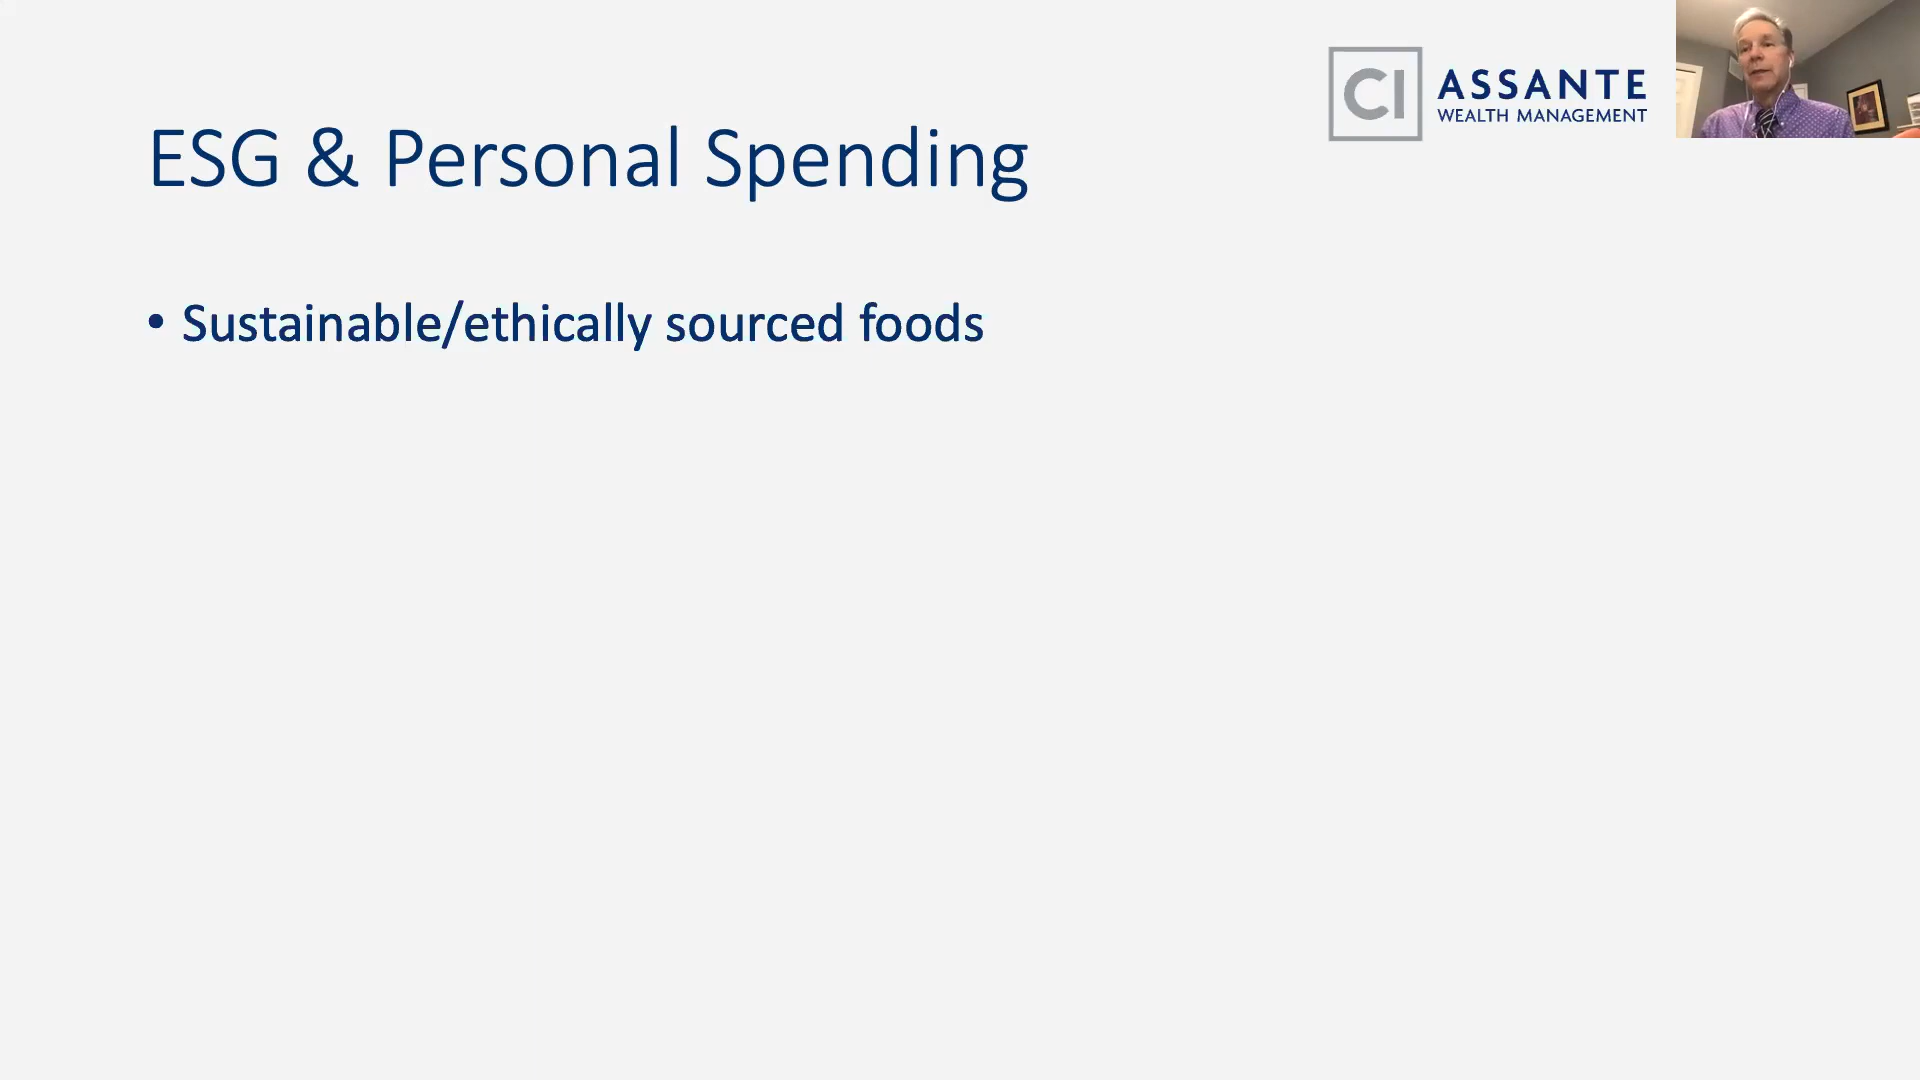 ESG & Personal Spending
CI ASSANTE
WEALTH MANAGEMENT
• Sustainable/ethically sourced foods